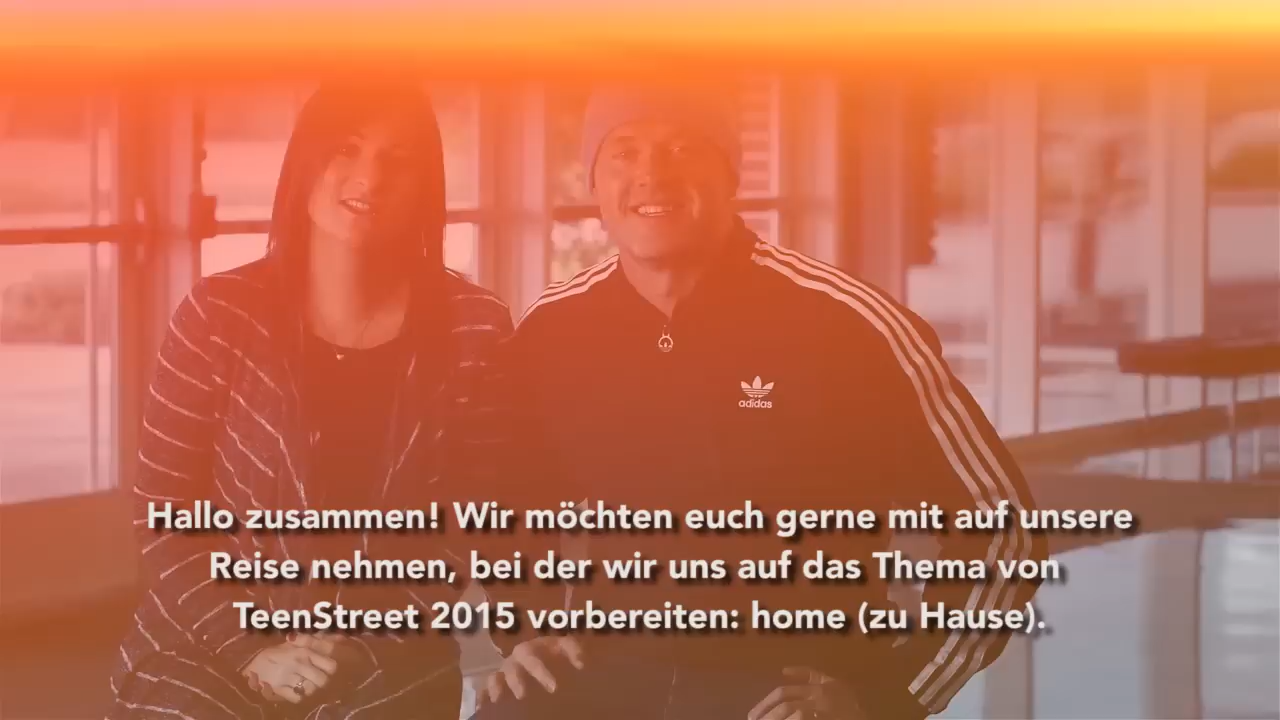 adidas
Hallo zusammen! Wir möchten euch gerne mit auf unsere
Reise nehmen, bei der wir uns auf das Thema von
TeenStreet 2015 vorbereiten: home (zu Hause).